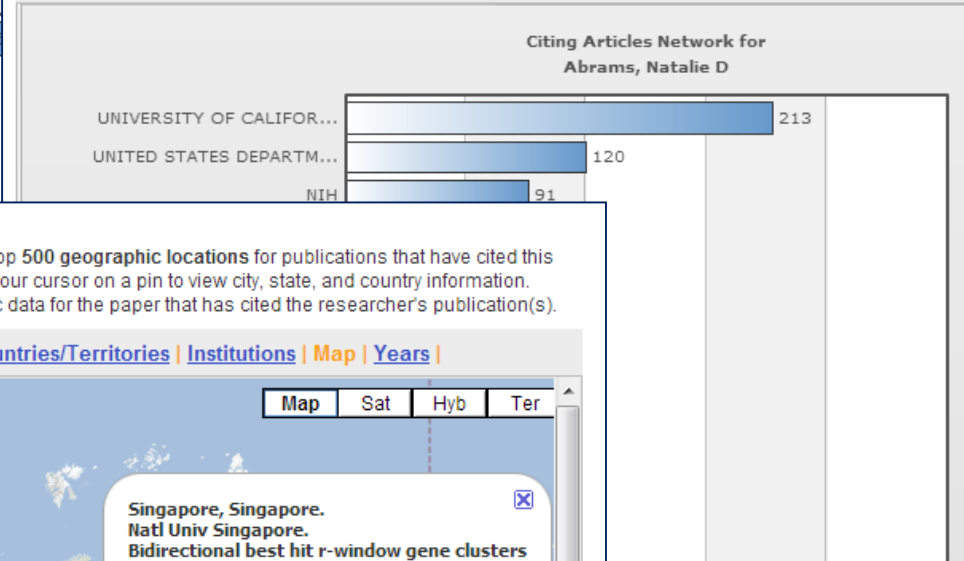 Citing Articles Network for
Abrams, Natalie D
UNIVERSITY OF CALIFOR... 213
UNITED STATES DEPARTM... 120
NIH 91
op 500 geographic locations for publications that have cited this
our cursor on a pin to view city, state, and country information.
c data for the paper that has cited the researcher's publication(s).
untries/Territories | Institutions | Map | Years |
Map Sat Hyb Ter
Singapore, Singapore.
Natl Univ Singapore.
Bidirectional best hit r-window gene clusters